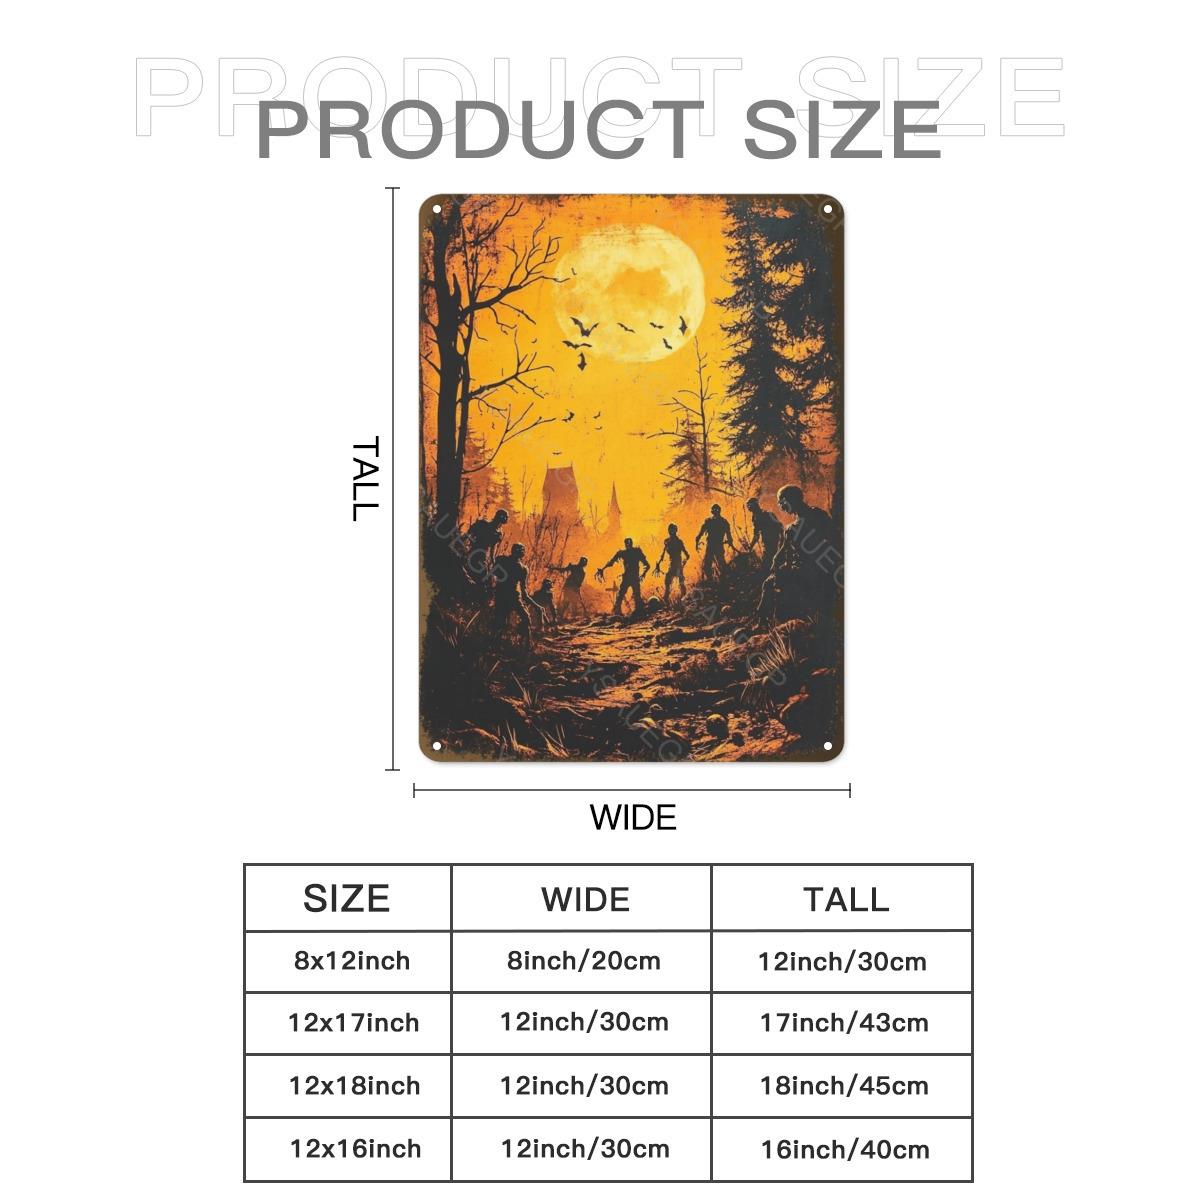 PRODUCT SIZE
PRODUCT SIZE
TALL
WIDE
SIZE WIDE TALL
8x12inch 8inch/20cm 12inch/30cm
12x17inch 12inch/30cm 17inch/43cm
12x18inch 12inch/30cm 18inch/45cm
12x16inch 12inch/30cm 16inch/40cm